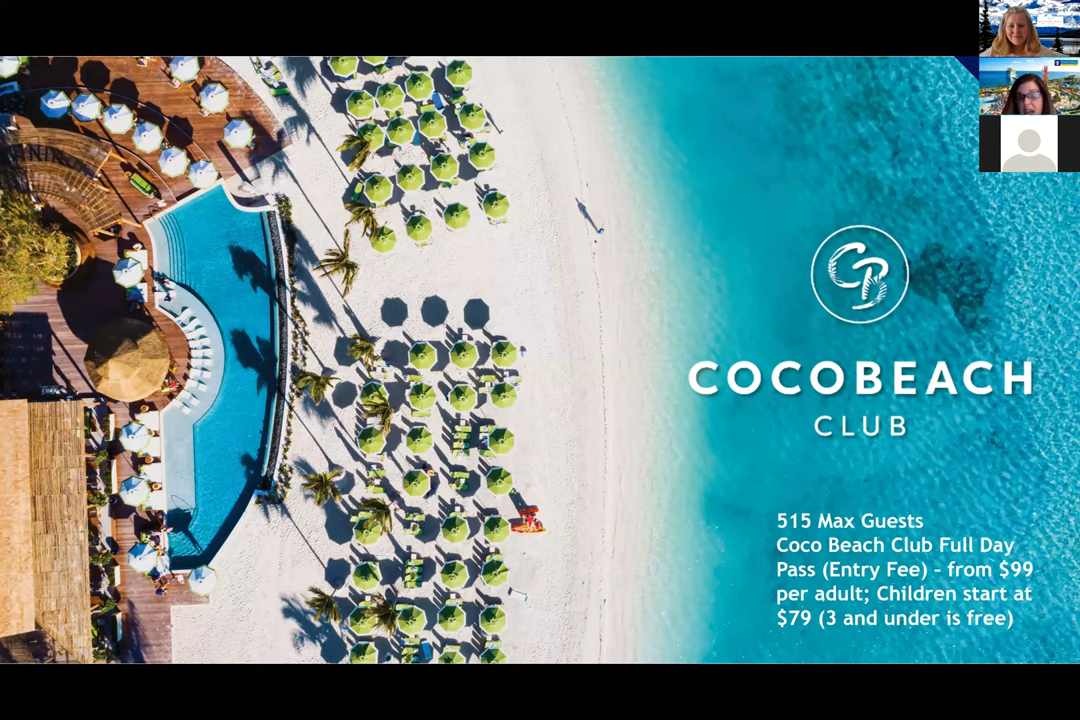 CB
COCOBEACH
CLUB
515 Max Guests
Coco Beach Club Full Day
Pass (Entry Fee) - from $99
per adult; Children start at
$79 (3 and under is free)